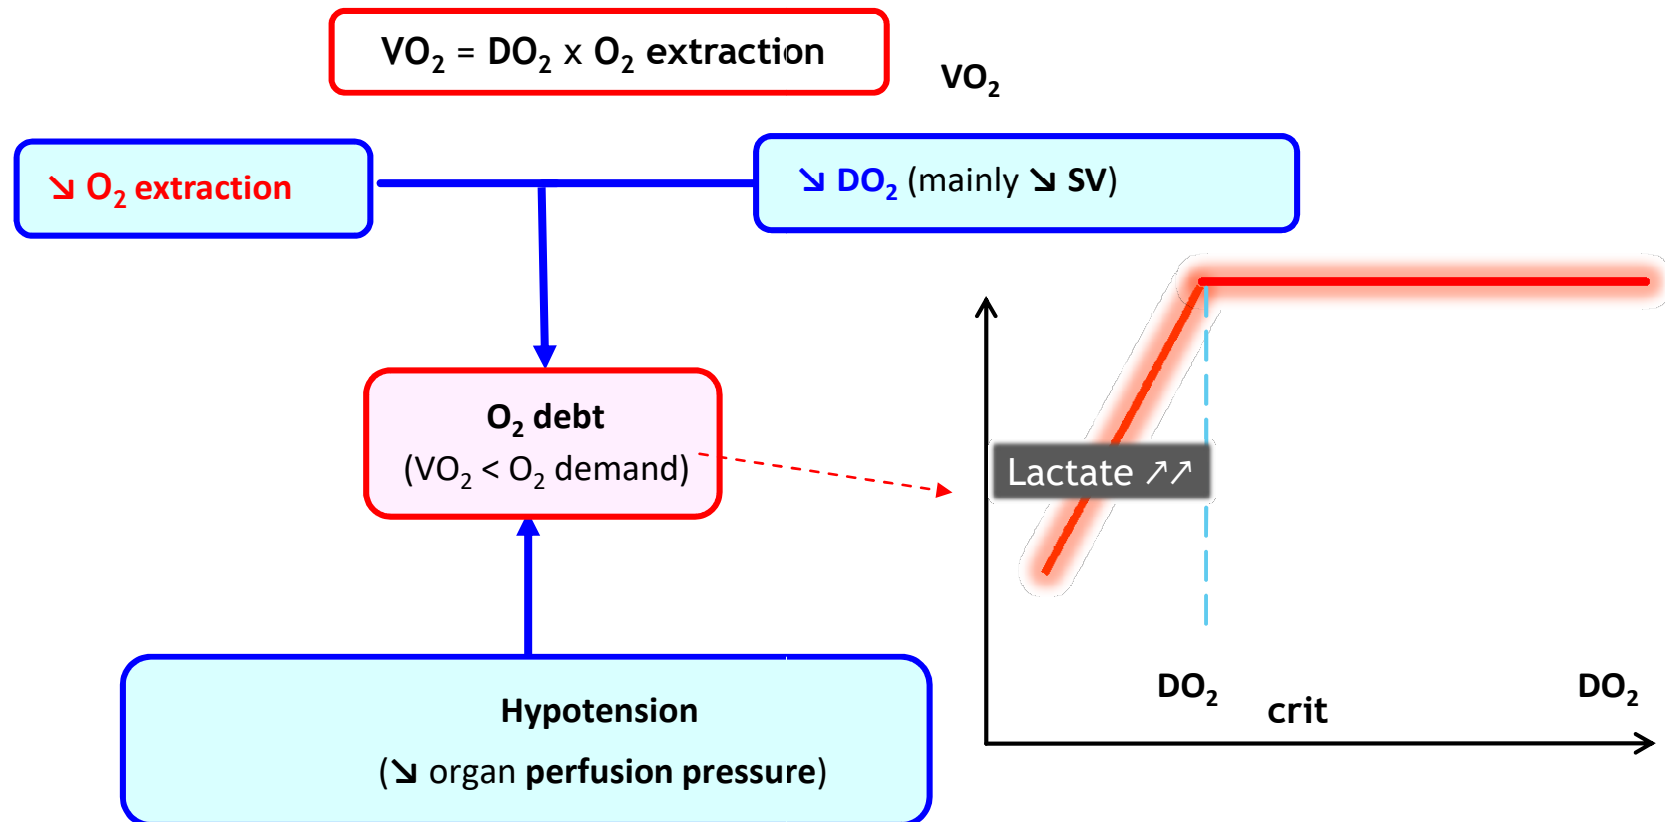 VO₂ = DO₂ x O₂ extraction
VO₂
↘ O₂ extraction
↘ DO₂ (mainly ↘ SV)
O₂ debt
(VO₂ < O₂ demand)
Lactate ↗↗
Hypotension
(↘ organ perfusion pressure)
DO₂ crit
DO₂